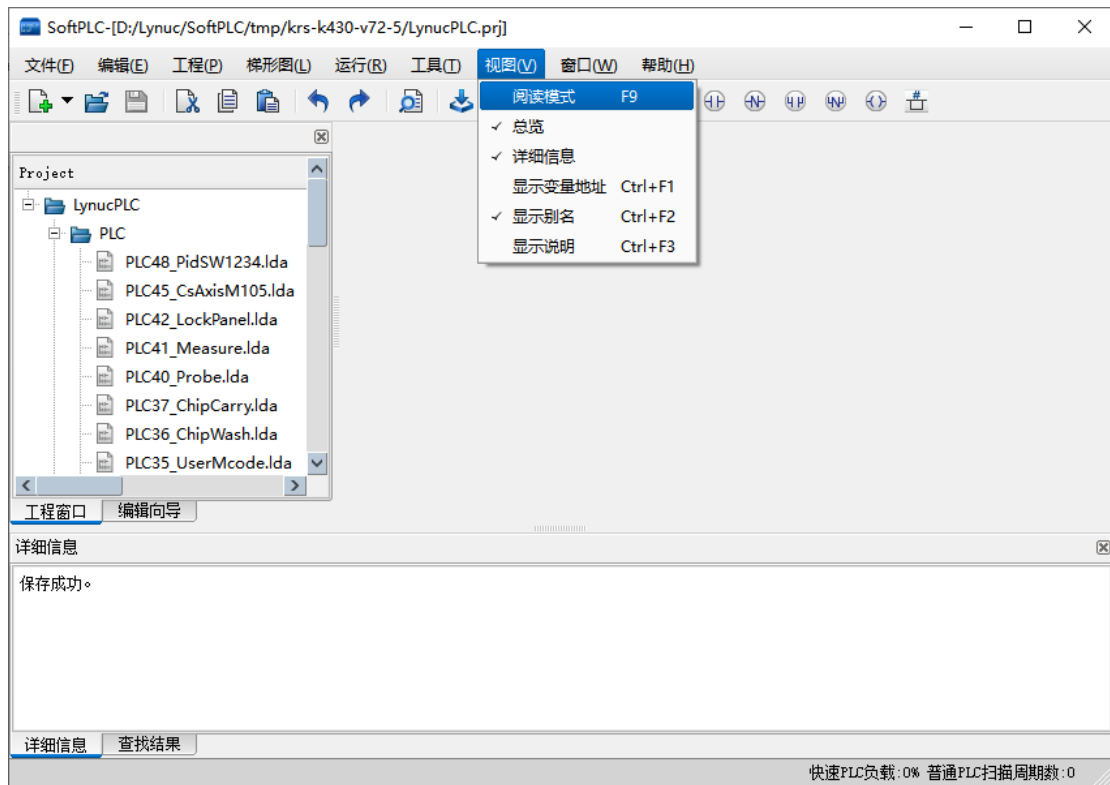 SoftPLC-[D:/Lynuc/SoftPLC/tmp/krs-k430-v72-5/LynucPLC.prj]
文件(F) 编辑(E) 工程(P) 梯形图(L) 运行(R) 工具(T) 视图(V) 窗口(W) 帮助(H)
阅读模式 F9
总览
详细信息
显示变量地址 Ctrl+F1
显示别名 Ctrl+F2
显示说明 Ctrl+F3
Project
LynucPLC
PLC
PLC48_PidSW1234.lda
PLC45_CsAxisM105.lda
PLC42_LockPanel.lda
PLC41_Measure.lda
PLC40_Probe.lda
PLC37_ChipCarry.lda
PLC36_ChipWash.lda
PLC35_UserMcode.lda
工程窗口 编辑向导
详细信息
保存成功。
详细信息 查找结果
快速PLC负载:0% 普通PLC扫描周期数:0